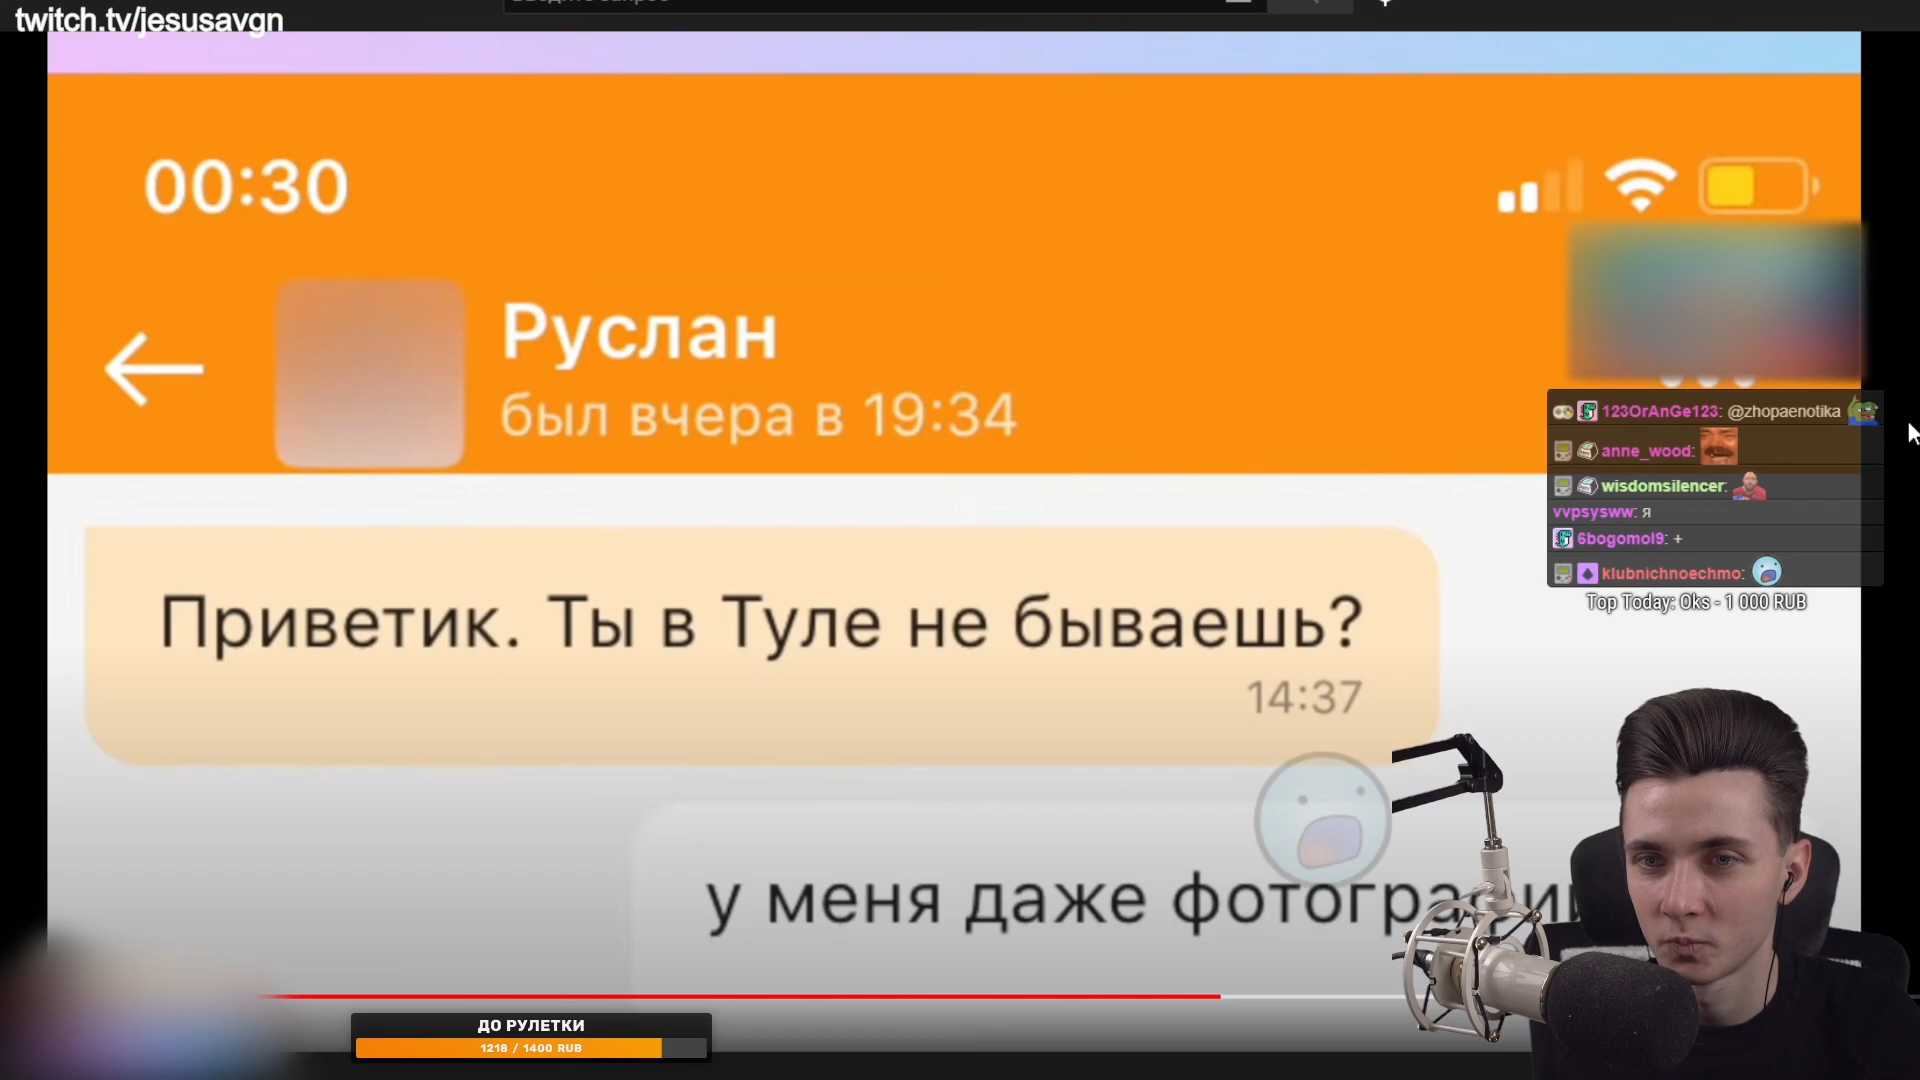 twitch.tv/jesusavgn
00:30
Руслан
был вчера в 19:34
Приветик. Ты в Туле не бываешь?
14:37
у меня даже
123OrAnGe123: @zhopaenotika
anne_wood:
wisdomsilencer:
vvpsysww: я
6bogomol9: +
klubnichnoechmo:
Top Today: Oks - 1 000 RUB
ДО РУЛЕТКИ
1218 / 1400 RUB